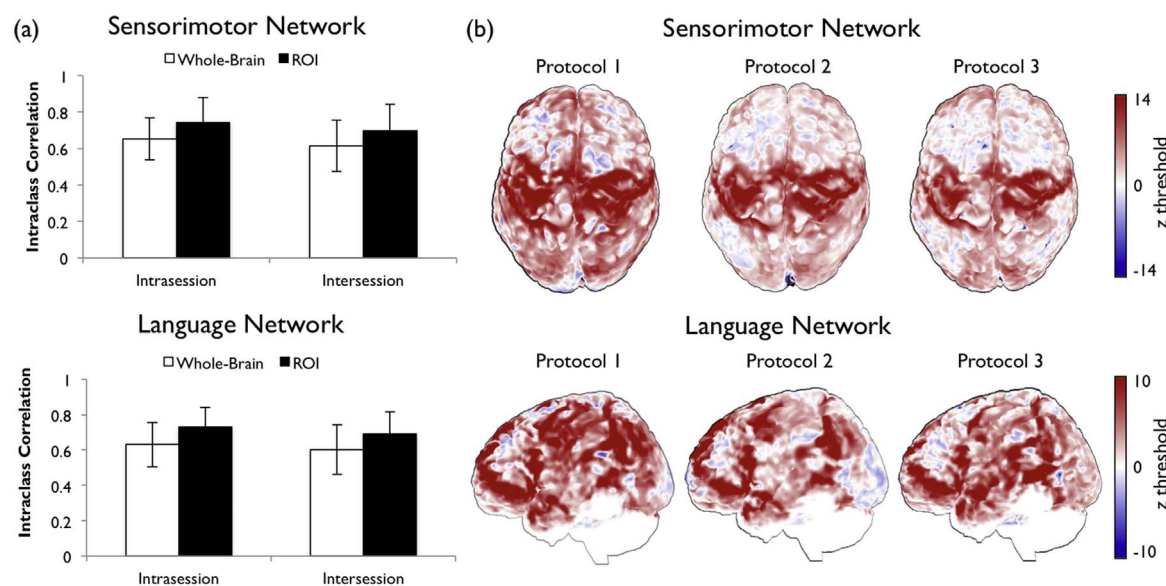 (a)
Sensorimotor Network
Whole-Brain ROI
Intraclass Correlation
1
0.8
0.6
0.4
0.2
0
Intrasession Intersession
Language Network
Whole-Brain ROI
Intraclass Correlation
1
0.8
0.6
0.4
0.2
0
Intrasession Intersession
(b)
Sensorimotor Network
Protocol 1 Protocol 2 Protocol 3
14
0
-14
z threshold
Language Network
Protocol 1 Protocol 2 Protocol 3
10
0
-10
z threshold